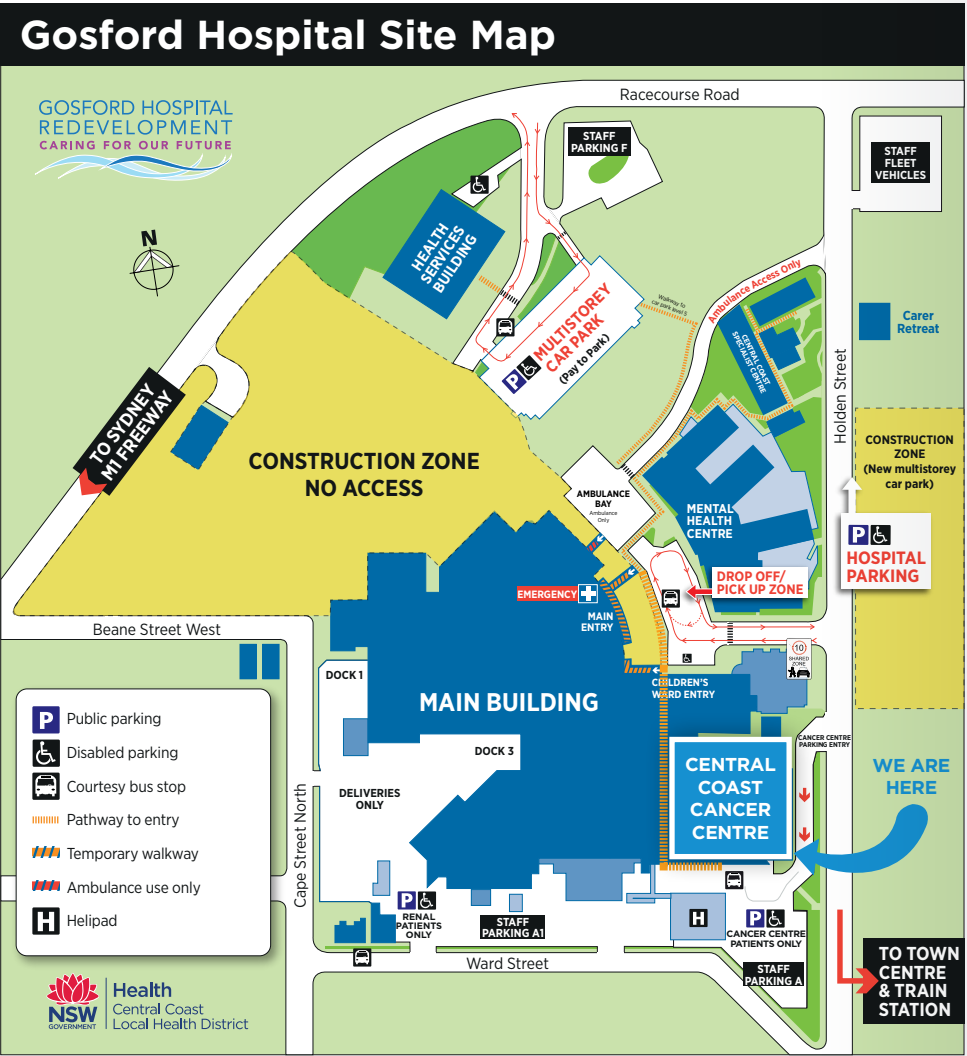 Gosford Hospital Site Map
GOSFORD HOSPITAL
REDEVELOPMENT
CARING FOR OUR FUTURE
Racecourse Road
STAFF
PARKING F
STAFF
FLEET
VEHICLES
N
HEALTH
SERVICES
BUILDING
MULTISTOREY
CAR PARK
(Pay to Park)
P
Walkway to
car park level 5
Ambulance Access Only
CENTRAL COAST
SPECIALIST CENTRE
Carer
Retreat
Holden Street
TO SYDNEY
M1 FREEWAY
CONSTRUCTION ZONE
NO ACCESS
CONSTRUCTION
ZONE
(New multistorey
car park)
AMBULANCE
BAY
Ambulance
Only
MENTAL
HEALTH
CENTRE
P
HOSPITAL
PARKING
DROP OFF/
PICK UP ZONE
EMERGENCY
MAIN
ENTRY
Beane Street West
10
SHARED
ZONE
DOCK 1
CHILDREN'S
WARD ENTRY
MAIN BUILDING
DOCK 3
CANCER CENTRE
PARKING ENTRY
CENTRAL
COAST
CANCER
CENTRE
WE ARE
HERE
DELIVERIES
ONLY
Cape Street North
P Public parking
Disabled parking
Courtesy bus stop
Pathway to entry
Temporary walkway
Ambulance use only
H Helipad
P
RENAL
PATIENTS
ONLY
STAFF
PARKING A1
H
P
CANCER CENTRE
PATIENTS ONLY
STAFF
PARKING A
Ward Street
TO TOWN
CENTRE
& TRAIN
STATION
NSW
GOVERNMENT
Health
Central Coast
Local Health District